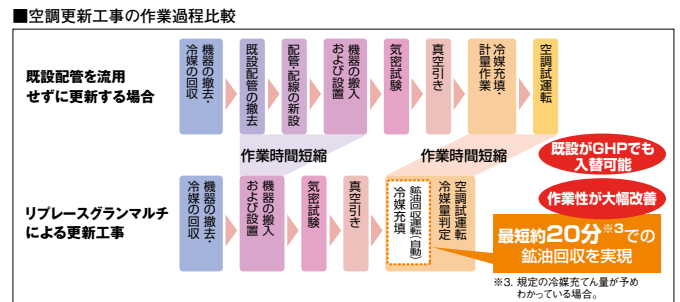 ■空調更新工事の作業過程比較
既設配管を流用
せずに更新する場合
機器の撤去・
冷媒の回収
既設配管の撤去
配管・配線の新設
機器の搬入
および設置
気密試験
真空引き
冷媒充填・
計量作業
空調試運転
作業時間短縮
作業時間短縮
既設がGHPでも
入替可能
リプレースグランマルチ
による更新工事
機器の撤去・
冷媒の回収
機器の搬入
および設置
気密試験
真空引き
鉱油回収運転（自動）
冷媒充填
空調試運転
冷媒量判定
作業性が大幅改善
最短約20分※3での
鉱油回収を実現
※3. 規定の冷媒充てん量が予め
わかっている場合。